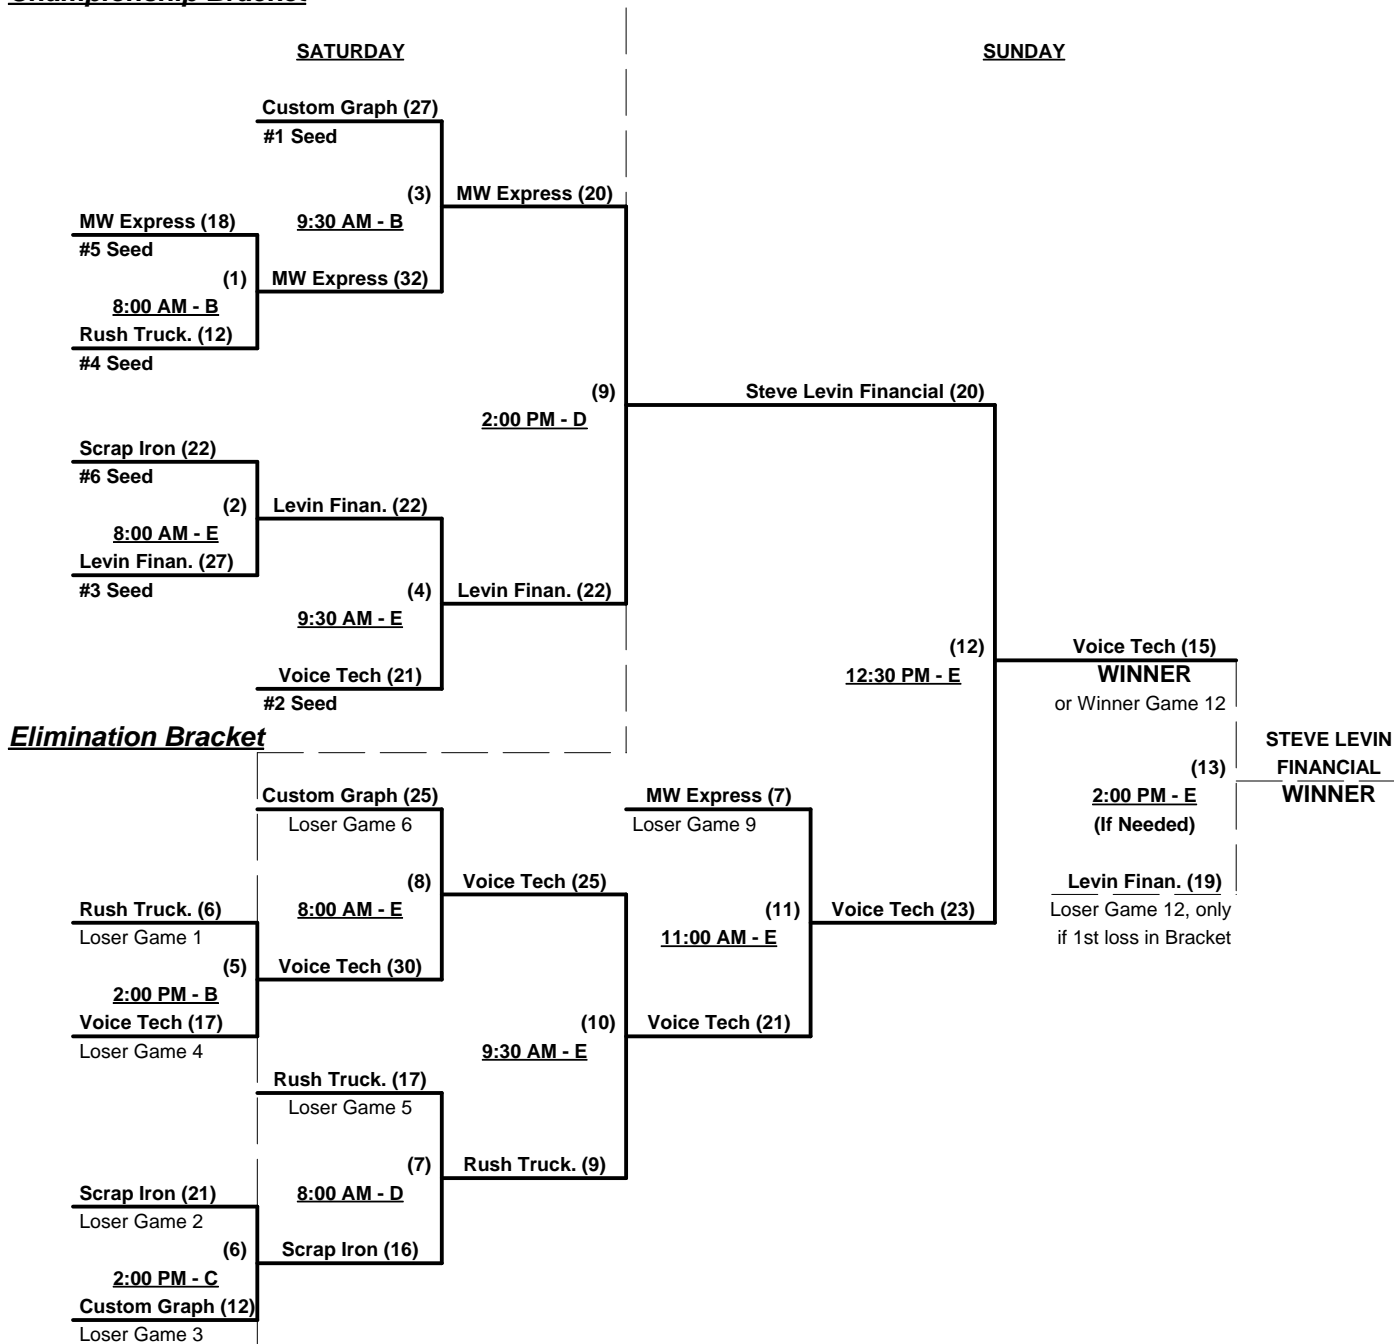 Championship Bracket
SATURDAY
SUNDAY
Custom Graph (27)
#1 Seed
(3)
MW Express (20)
9:30 AM - B
MW Express (18)
#5 Seed
(1)
MW Express (32)
8:00 AM - B
Rush Truck. (12)
#4 Seed
(9)
Steve Levin Financial (20)
2:00 PM - D
Scrap Iron (22)
#6 Seed
(2)
Levin Finan. (22)
8:00 AM - E
Levin Finan. (27)
#3 Seed
(4)
Levin Finan. (22)
9:30 AM - E
(12)
Voice Tech (15)
12:30 PM - E
WINNER
or Winner Game 12
Voice Tech (21)
#2 Seed
Elimination Bracket
STEVE LEVIN
FINANCIAL
WINNER
(13)
2:00 PM - E
(If Needed)
Custom Graph (25)
Loser Game 6
MW Express (7)
Loser Game 9
(8)
Voice Tech (25)
8:00 AM - E
Levin Finan. (19)
Loser Game 12, only
if 1st loss in Bracket
Rush Truck. (6)
Loser Game 1
(11)
Voice Tech (23)
11:00 AM - E
(5)
Voice Tech (30)
2:00 PM - B
Voice Tech (17)
Loser Game 4
(10)
Voice Tech (21)
9:30 AM - E
Rush Truck. (17)
Loser Game 5
(7)
Rush Truck. (9)
8:00 AM - D
Scrap Iron (21)
Loser Game 2
(6)
Scrap Iron (16)
2:00 PM - C
Custom Graph (12)
Loser Game 3